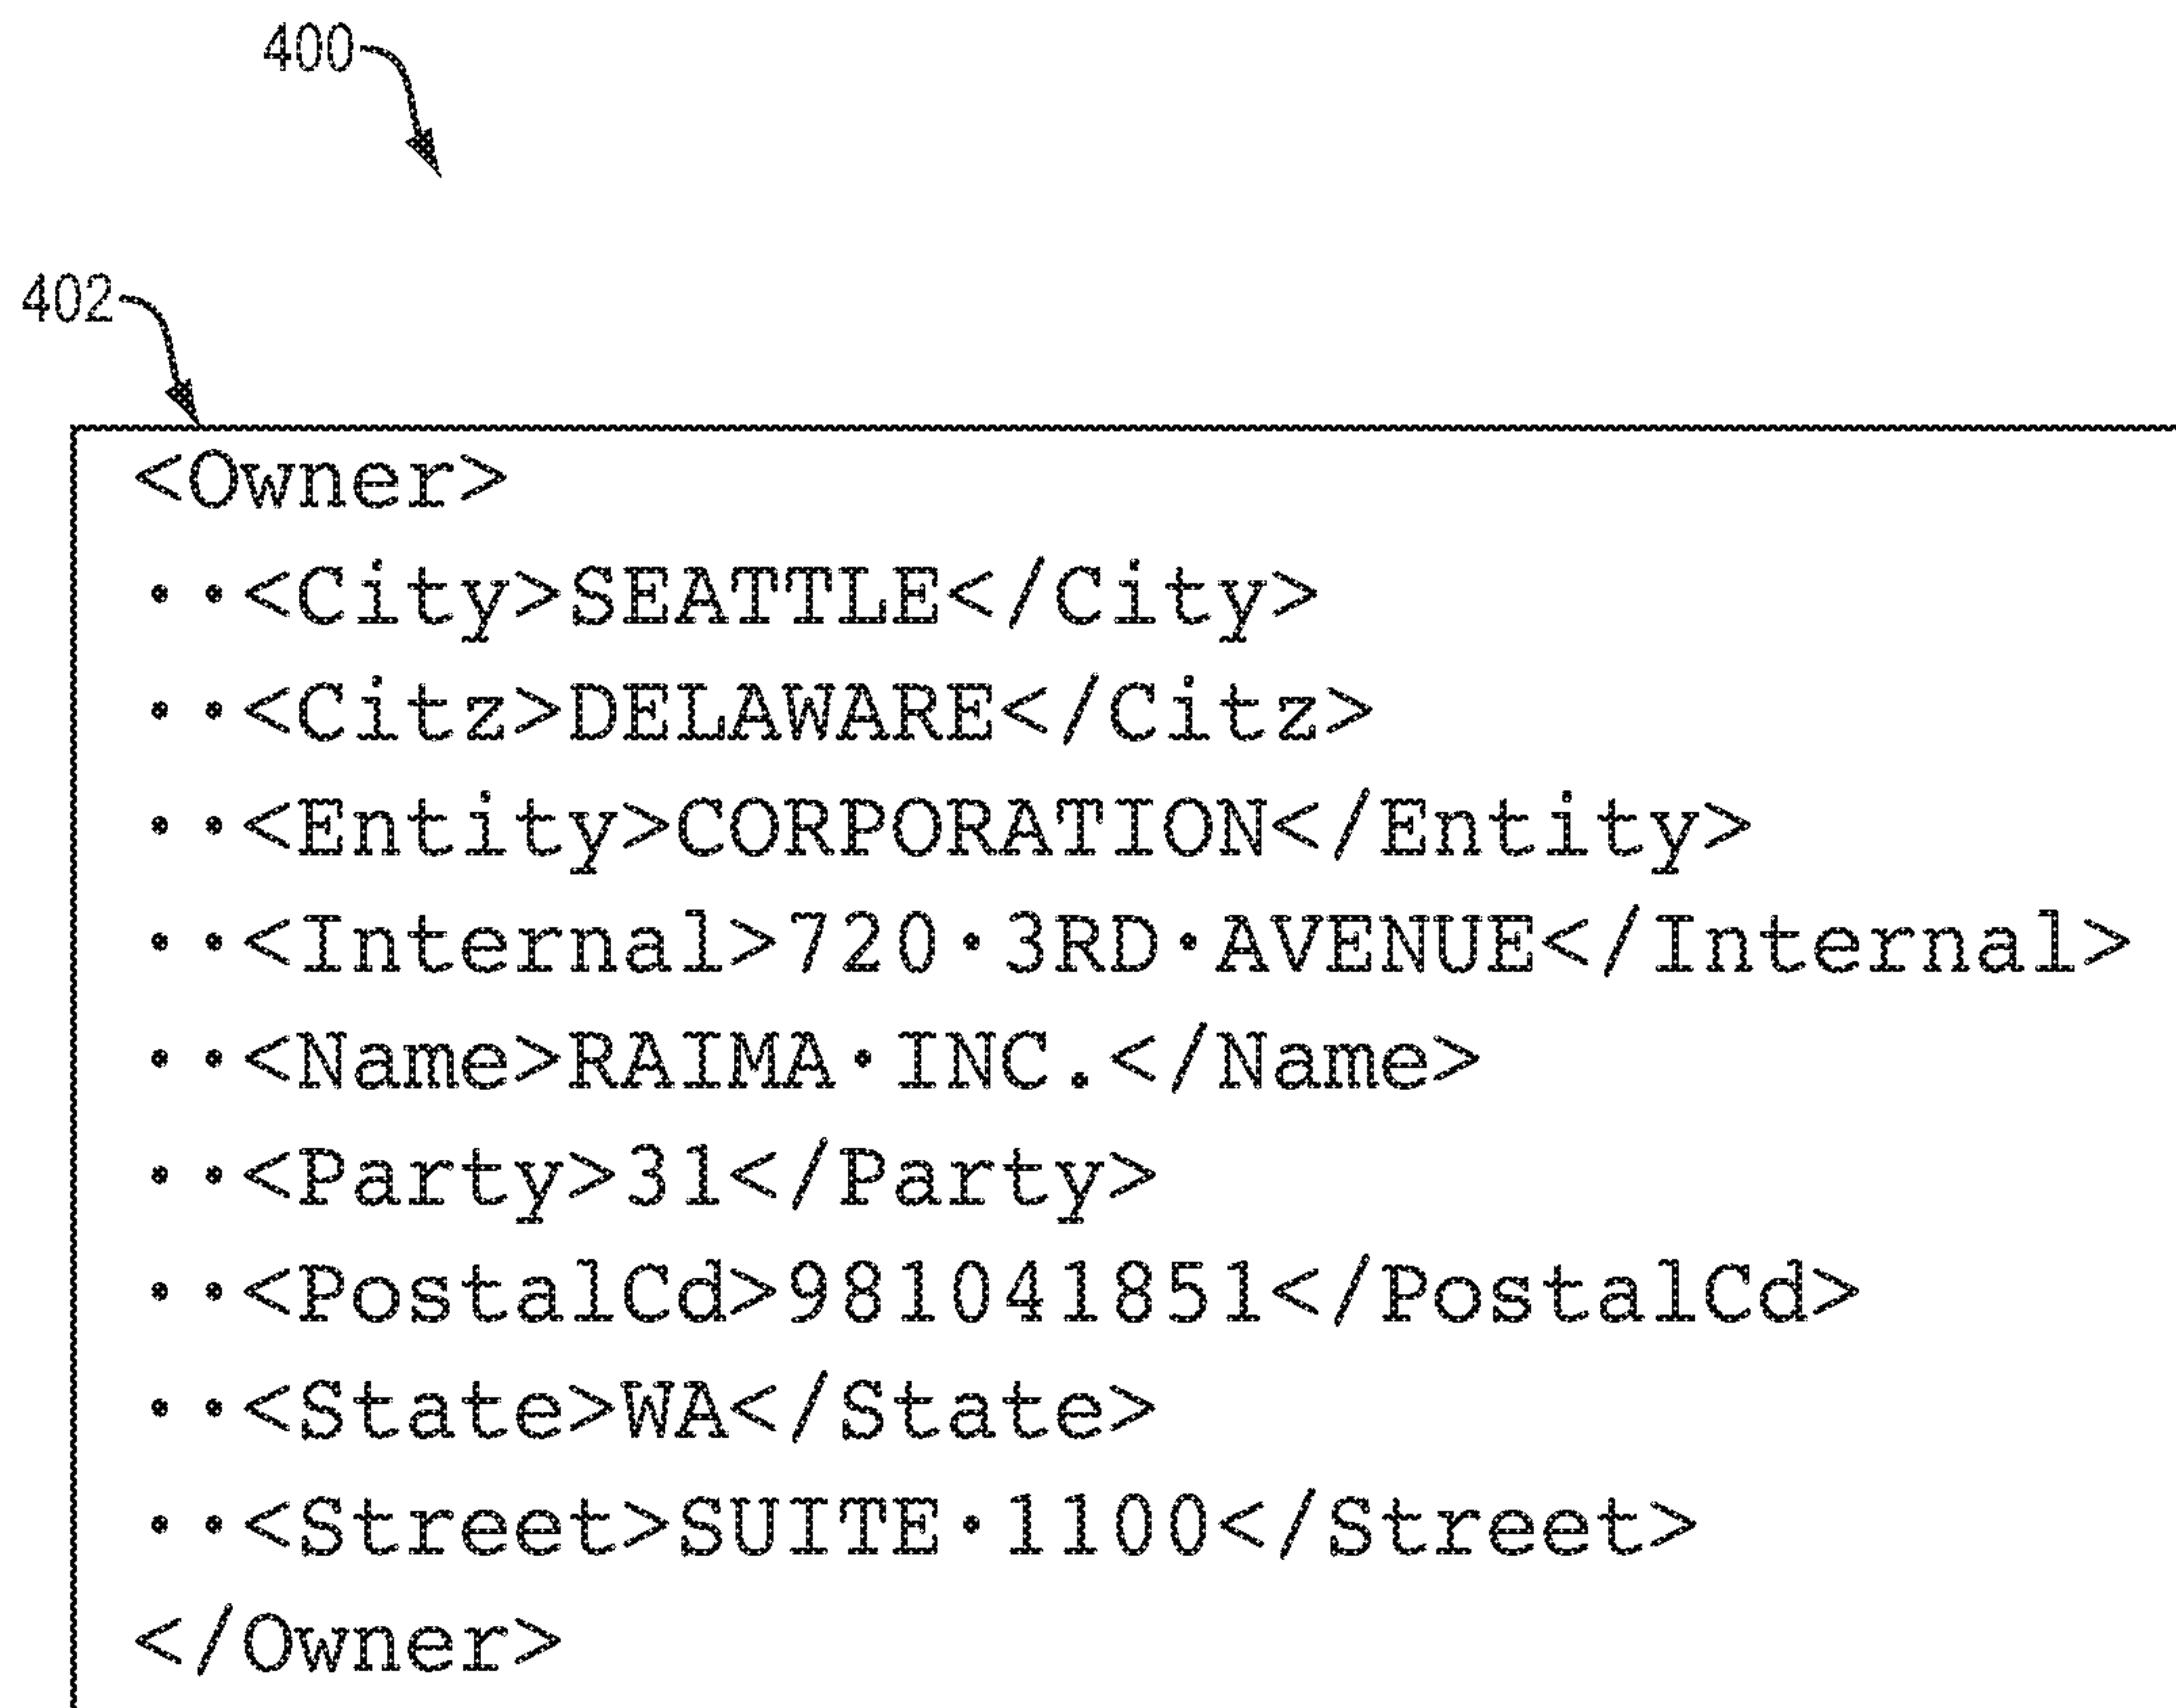 400
402
<Owner>
··<City>SEATTLE</City>
··<Citz>DELAWARE</Citz>
··<Entity>CORPORATION</Entity>
··<Internal>720·3RD·AVENUE</Internal>
··<Name>RAIMA·INC.</Name>
··<Party>31</Party>
··<PostalCd>981041851</PostalCd>
··<State>WA</State>
··<Street>SUITE·1100</Street>
</Owner>